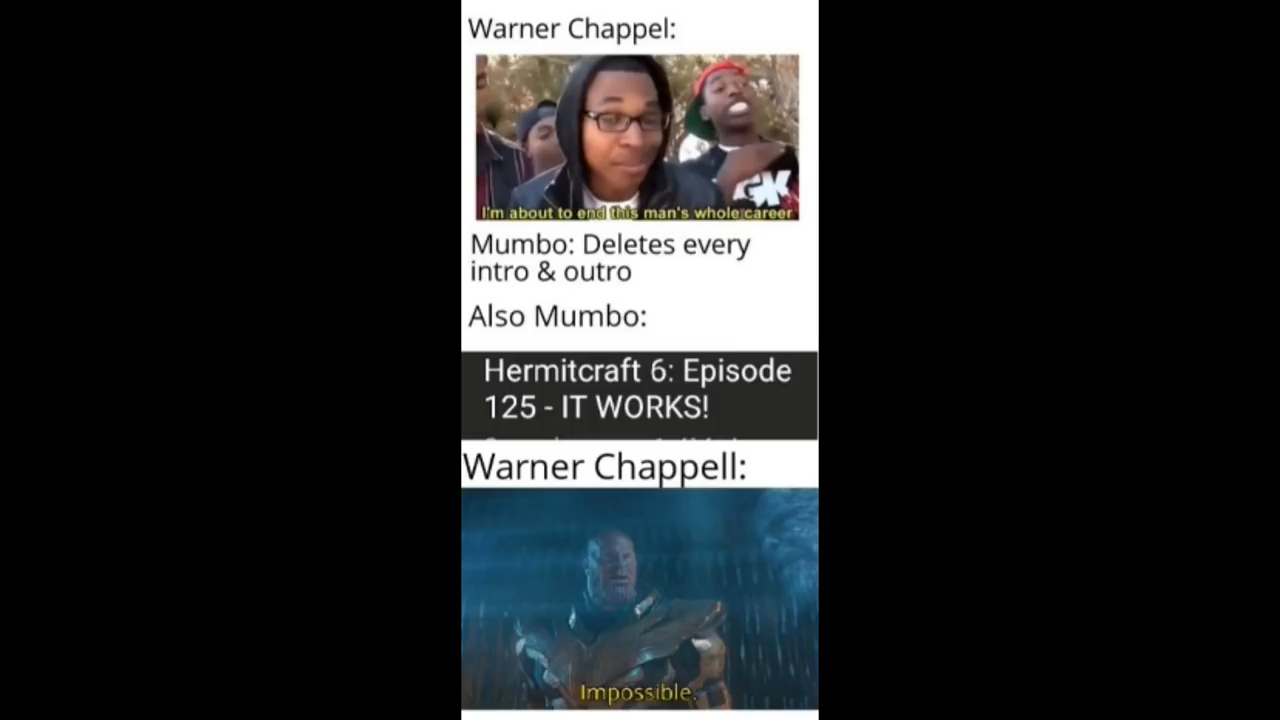 Warner Chappel:
GK
I'm about to end this man's whole career
Mumbo: Deletes every
intro & outro
Also Mumbo:
Hermitcraft 6: Episode
125 - IT WORKS!
Warner Chappell:
Impossible.